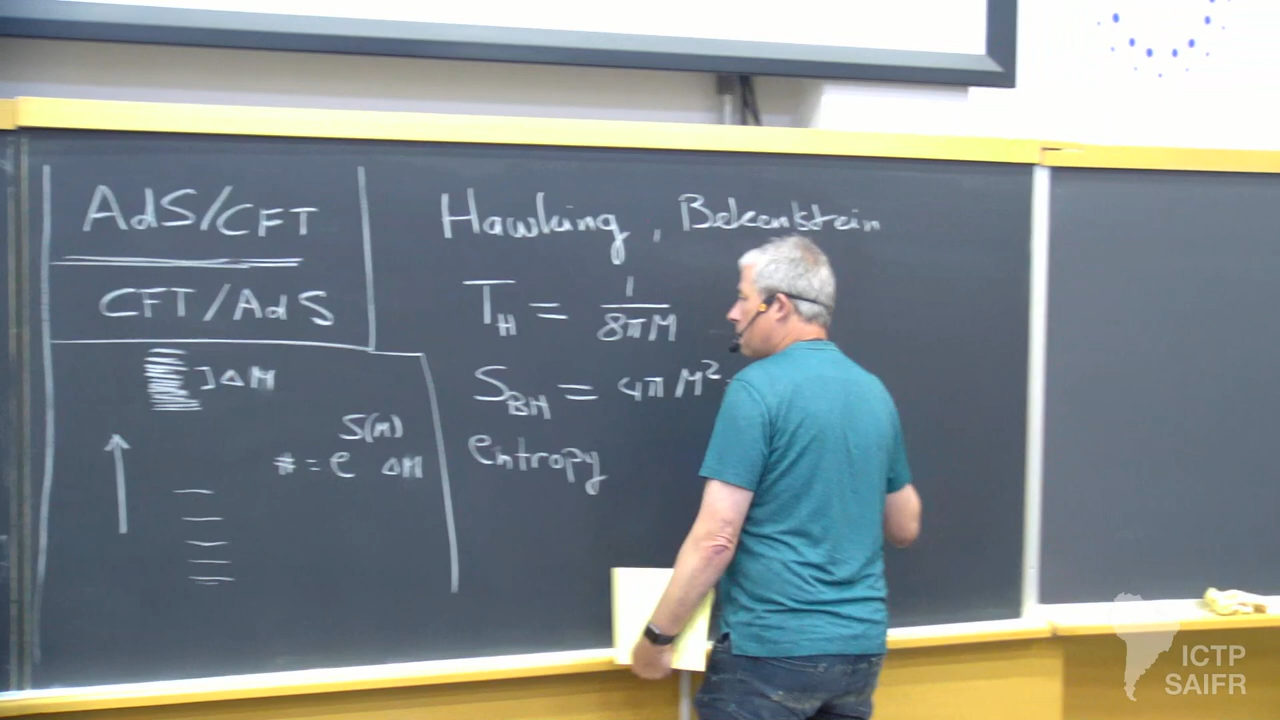 AdS/CFT
CFT/AdS
] ΔM
S(M)
# = e ΔM
Hawking, Bekenstein
T_H = 1/8πM
S_BH = 4πM²
entropy
ICTP
SAIFR